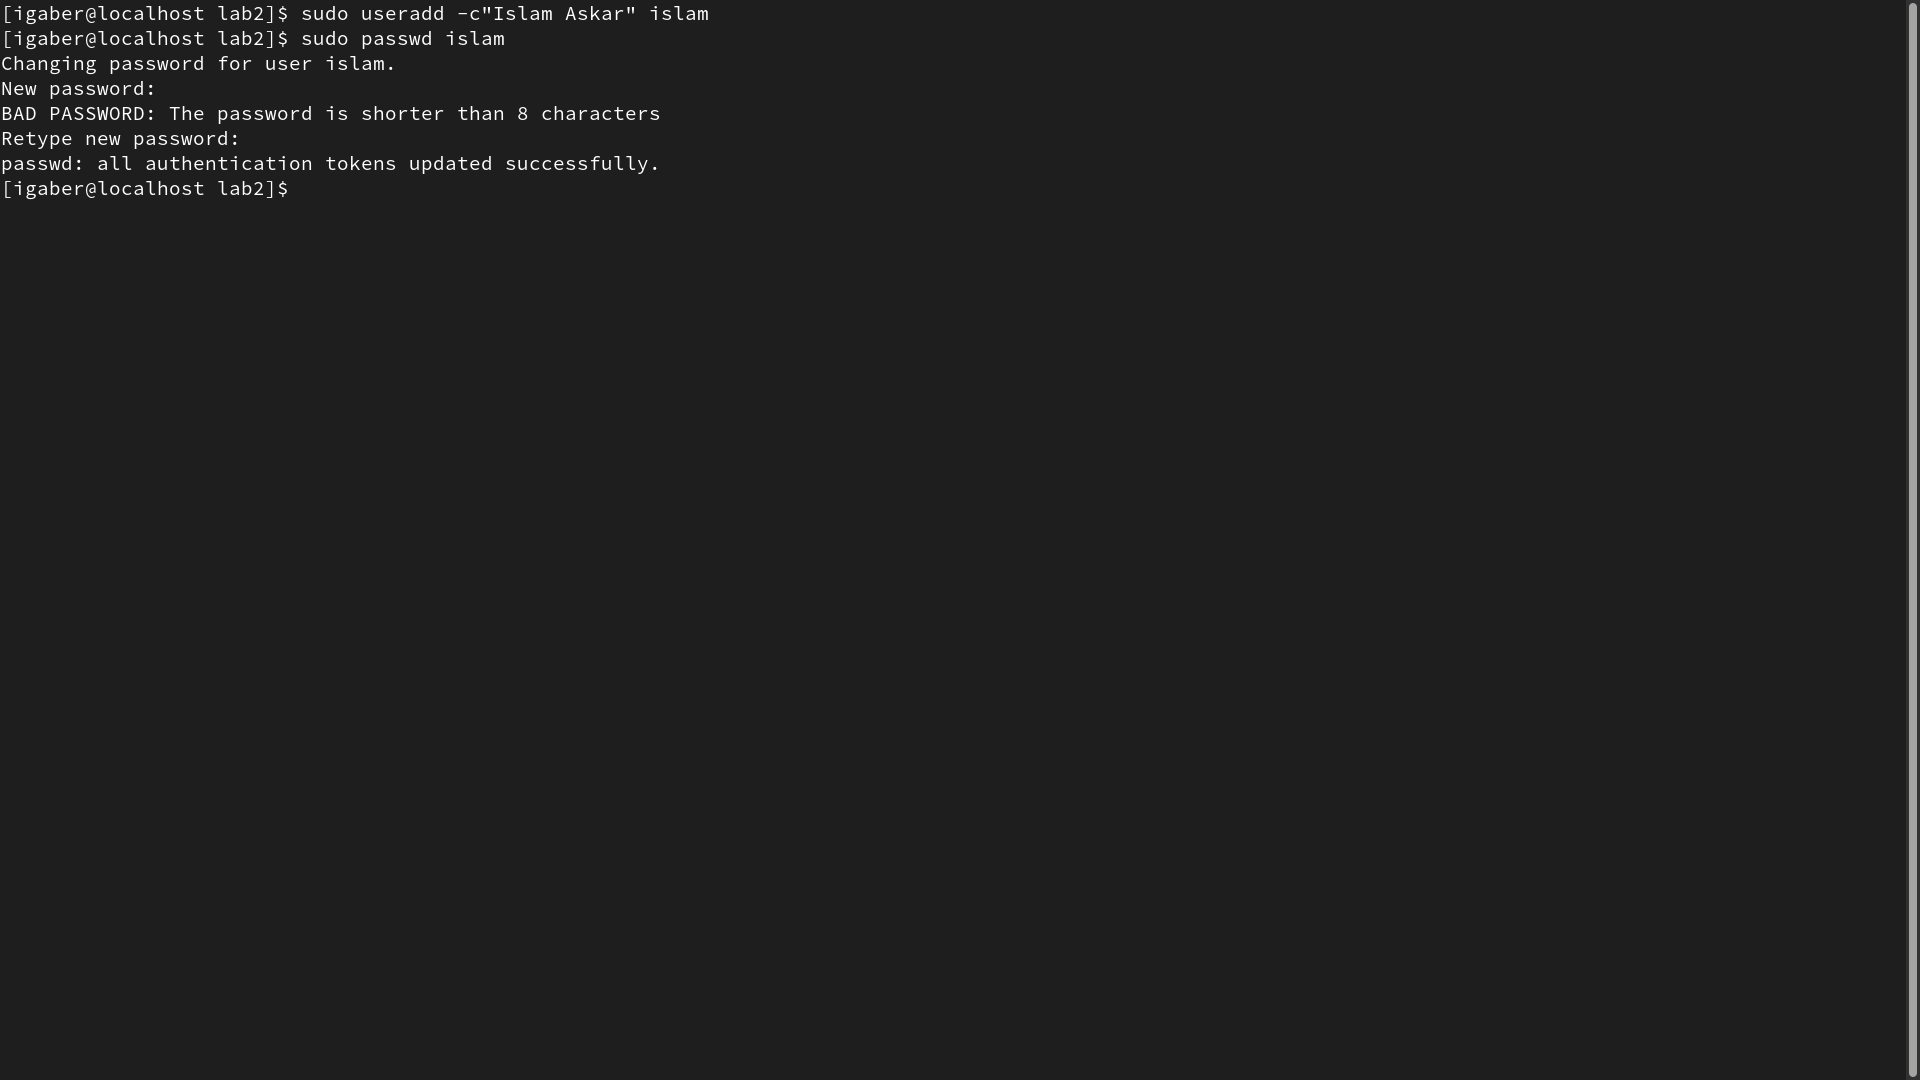 [igaber@localhost lab2]$ sudo useradd -c"Islam Askar" islam
[igaber@localhost lab2]$ sudo passwd islam
Changing password for user islam.
New password:
BAD PASSWORD: The password is shorter than 8 characters
Retype new password:
passwd: all authentication tokens updated successfully.
[igaber@localhost lab2]$